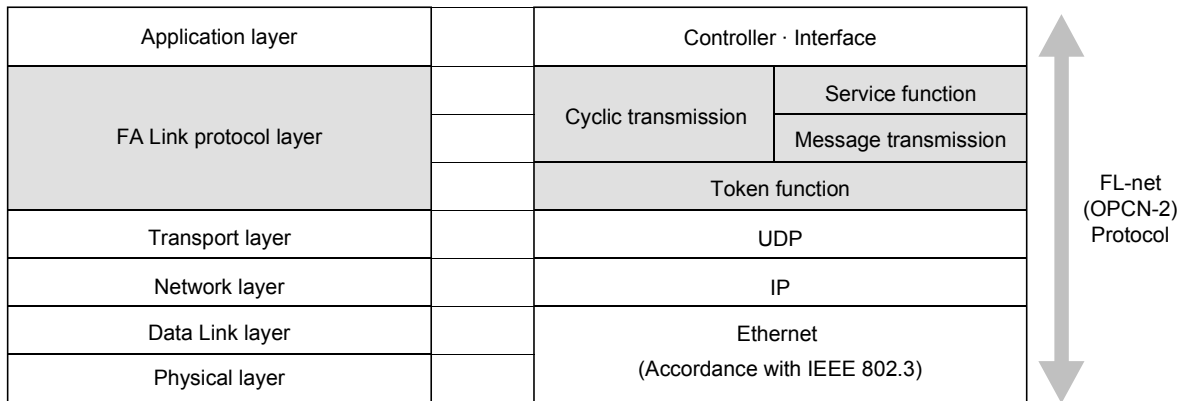 Application layer
Controller · Interface
FA Link protocol layer
Cyclic transmission
Service function
Message transmission
Token function
Transport layer
UDP
Network layer
IP
Data Link layer
Physical layer
Ethernet
(Accordance with IEEE 802.3)
FL-net
(OPCN-2)
Protocol